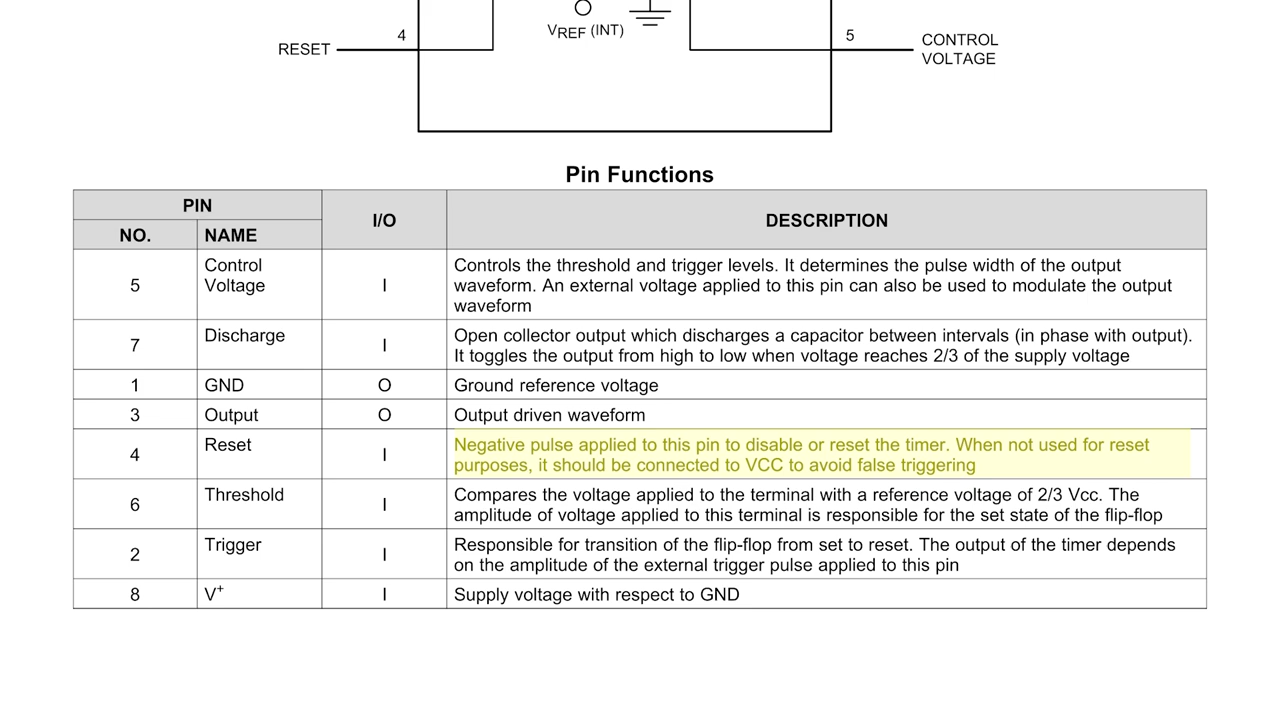 4
VREF (INT)
5
RESET
CONTROL
VOLTAGE
Pin Functions
PIN
I/O
DESCRIPTION
NO.
NAME
5
Control
Voltage
I
Controls the threshold and trigger levels. It determines the pulse width of the output
waveform. An external voltage applied to this pin can also be used to modulate the output
waveform
7
Discharge
I
Open collector output which discharges a capacitor between intervals (in phase with output).
It toggles the output from high to low when voltage reaches 2/3 of the supply voltage
1
GND
O
Ground reference voltage
3
Output
O
Output driven waveform
4
Reset
I
Negative pulse applied to this pin to disable or reset the timer. When not used for reset
purposes, it should be connected to VCC to avoid false triggering
6
Threshold
I
Compares the voltage applied to the terminal with a reference voltage of 2/3 Vcc. The
amplitude of voltage applied to this terminal is responsible for the set state of the flip-flop
2
Trigger
I
Responsible for transition of the flip-flop from set to reset. The output of the timer depends
on the amplitude of the external trigger pulse applied to this pin
8
V+
I
Supply voltage with respect to GND